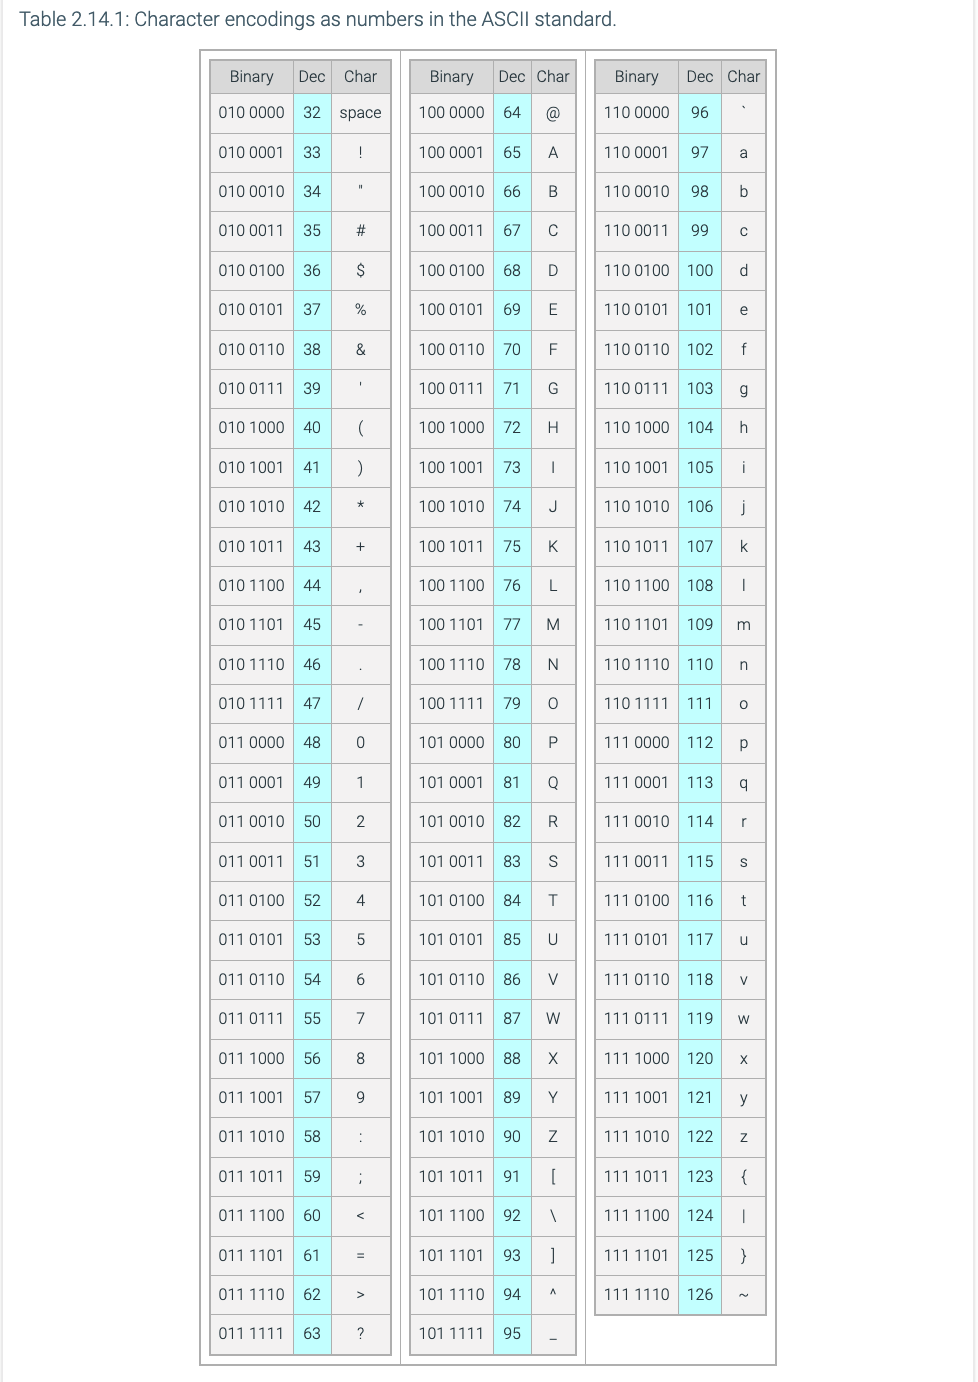 Table 2.14.1: Character encodings as numbers in the ASCII standard.
Binary Dec Char Binary Dec Char Binary Dec Char
010 0000 32 space 100 0000 64 @ 110 0000 96 `
010 0001 33 ! 100 0001 65 A 110 0001 97 a
010 0010 34 " 100 0010 66 B 110 0010 98 b
010 0011 35 # 100 0011 67 C 110 0011 99 c
010 0100 36 $ 100 0100 68 D 110 0100 100 d
010 0101 37 % 100 0101 69 E 110 0101 101 e
010 0110 38 & 100 0110 70 F 110 0110 102 f
010 0111 39 ' 100 0111 71 G 110 0111 103 g
010 1000 40 ( 100 1000 72 H 110 1000 104 h
010 1001 41 ) 100 1001 73 I 110 1001 105 i
010 1010 42 * 100 1010 74 J 110 1010 106 j
010 1011 43 + 100 1011 75 K 110 1011 107 k
010 1100 44 , 100 1100 76 L 110 1100 108 l
010 1101 45 - 100 1101 77 M 110 1101 109 m
010 1110 46 . 100 1110 78 N 110 1110 110 n
010 1111 47 / 100 1111 79 O 110 1111 111 o
011 0000 48 0 101 0000 80 P 111 0000 112 p
011 0001 49 1 101 0001 81 Q 111 0001 113 q
011 0010 50 2 101 0010 82 R 111 0010 114 r
011 0011 51 3 101 0011 83 S 111 0011 115 s
011 0100 52 4 101 0100 84 T 111 0100 116 t
011 0101 53 5 101 0101 85 U 111 0101 117 u
011 0110 54 6 101 0110 86 V 111 0110 118 v
011 0111 55 7 101 0111 87 W 111 0111 119 w
011 1000 56 8 101 1000 88 X 111 1000 120 x
011 1001 57 9 101 1001 89 Y 111 1001 121 y
011 1010 58 : 101 1010 90 Z 111 1010 122 z
011 1011 59 ; 101 1011 91 [ 111 1011 123 {
011 1100 60 < 101 1100 92 \ 111 1100 124 |
011 1101 61 = 101 1101 93 ] 111 1101 125 }
011 1110 62 > 101 1110 94 ^ 111 1110 126 ~
011 1111 63 ? 101 1111 95 _